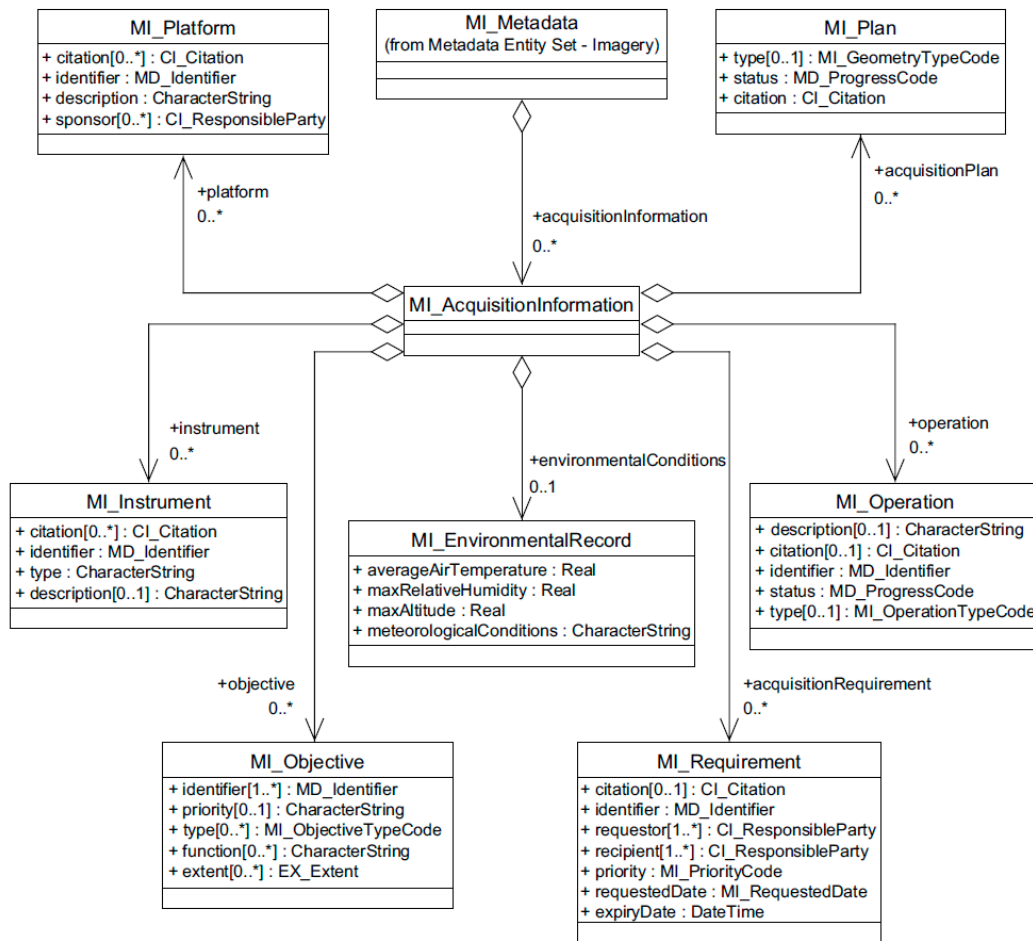 MI_Platform
+ citation[0..*] : CI_Citation
+ identifier : MD_Identifier
+ description : CharacterString
+ sponsor[0..*] : CI_ResponsibleParty
MI_Metadata
(from Metadata Entity Set - Imagery)
MI_Plan
+ type[0..1] : MI_GeometryTypeCode
+ status : MD_ProgressCode
+ citation : CI_Citation
+platform
0..*
+acquisitionInformation
0..*
+acquisitionPlan
0..*
MI_AcquisitionInformation
+instrument
0..*
+environmentalConditions
0..1
+operation
0..*
MI_Instrument
+ citation[0..*] : CI_Citation
+ identifier : MD_Identifier
+ type : CharacterString
+ description[0..1] : CharacterString
MI_EnvironmentalRecord
+ averageAirTemperature : Real
+ maxRelativeHumidity : Real
+ maxAltitude : Real
+ meteorologicalConditions : CharacterString
MI_Operation
+ description[0..1] : CharacterString
+ citation[0..1] : CI_Citation
+ identifier : MD_Identifier
+ status : MD_ProgressCode
+ type[0..1] : MI_OperationTypeCode
+objective
0..*
+acquisitionRequirement
0..*
MI_Objective
+ identifier[1..*] : MD_Identifier
+ priority[0..1] : CharacterString
+ type[0..*] : MI_ObjectiveTypeCode
+ function[0..*] : CharacterString
+ extent[0..*] : EX_Extent
MI_Requirement
+ citation[0..1] : CI_Citation
+ identifier : MD_Identifier
+ requestor[1..*] : CI_ResponsibleParty
+ recipient[1..*] : CI_ResponsibleParty
+ priority : MI_PriorityCode
+ requestedDate : MI_RequestedDate
+ expiryDate : DateTime